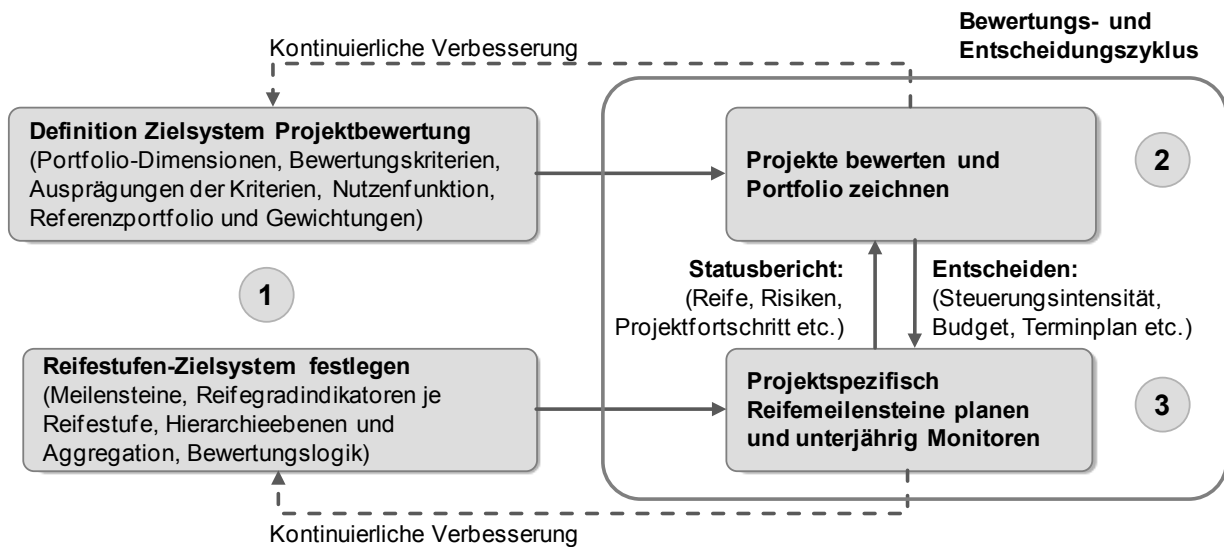 Bewertungs- und
Entscheidungszyklus
Kontinuierliche Verbesserung
Definition Zielsystem Projektbewertung
(Portfolio-Dimensionen, Bewertungskriterien,
Ausprägungen der Kriterien, Nutzenfunktion,
Referenzportfolio und Gewichtungen)
Projekte bewerten und
Portfolio zeichnen
2
1
Statusbericht:
(Reife, Risiken,
Projektfortschritt etc.)
Entscheiden:
(Steuerungsintensität,
Budget, Terminplan etc.)
Reifestufen-Zielsystem festlegen
(Meilensteine, Reifegradindikatoren je
Reifestufe, Hierarchieebenen und
Aggregation, Bewertungslogik)
Projektspezifisch
Reifemeilensteine planen
und unterjährig Monitoren
3
Kontinuierliche Verbesserung